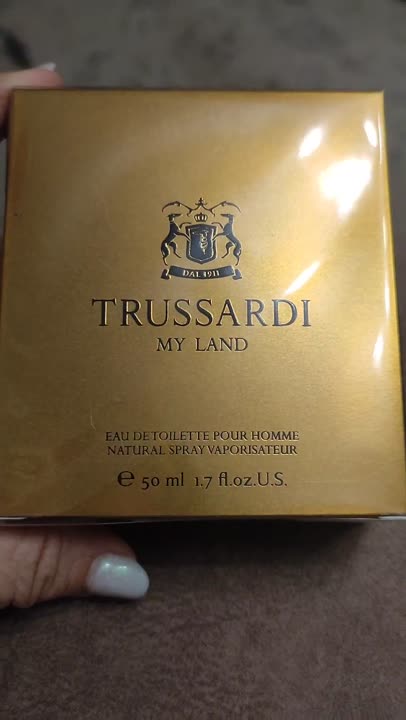 DAL 1911
TRUSSARDI
MY LAND
EAU DE TOILETTE POUR HOMME
NATURAL SPRAY VAPORISATEUR
℮ 50 ml 1.7 fl.oz.U.S.